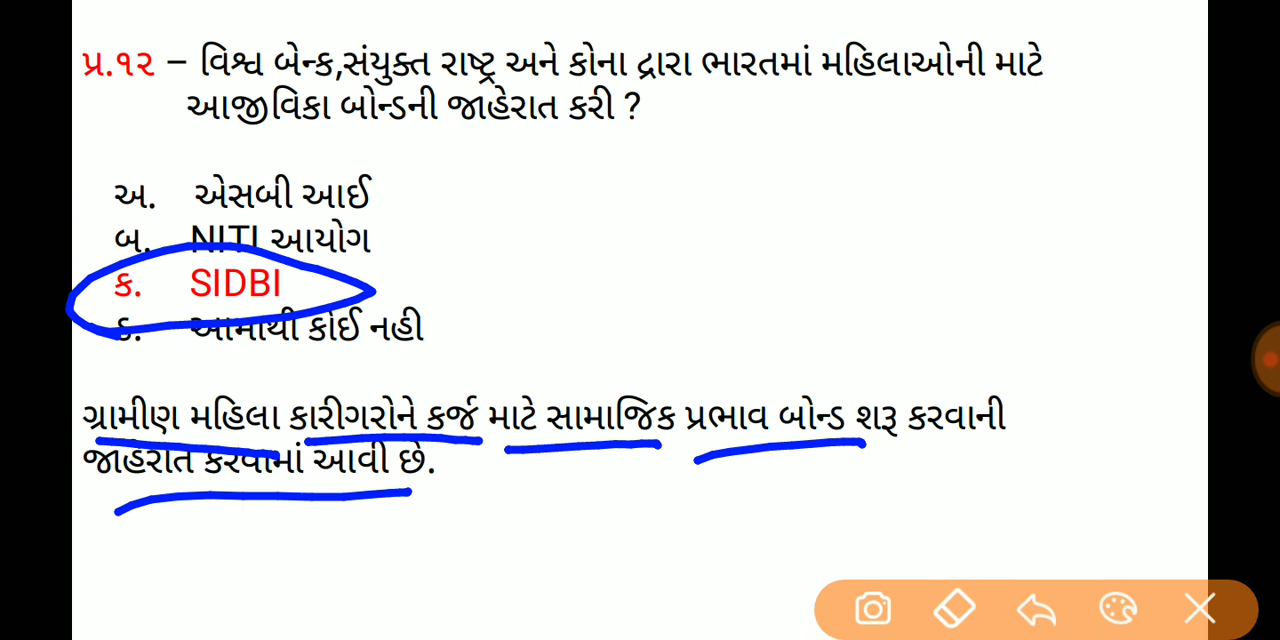 પ્ર.૧૨ – વિશ્વ બેન્ક,સંયુક્ત રાષ્ટ્ર અને કોના દ્રારા ભારતમાં મહિલાઓની માટે
આજીવિકા બોન્ડની જાહેરાત કરી ?
અ. એસબી આઈ
બ. NITI આયોગ
ક. SIDBI
ડ. આમાથી કોઈ નહી
ગ્રામીણ મહિલા કારીગરોને કર્જ માટે સામાજિક પ્રભાવ બોન્ડ શરૂ કરવાની
જાહેરાત કરવામાં આવી છે.